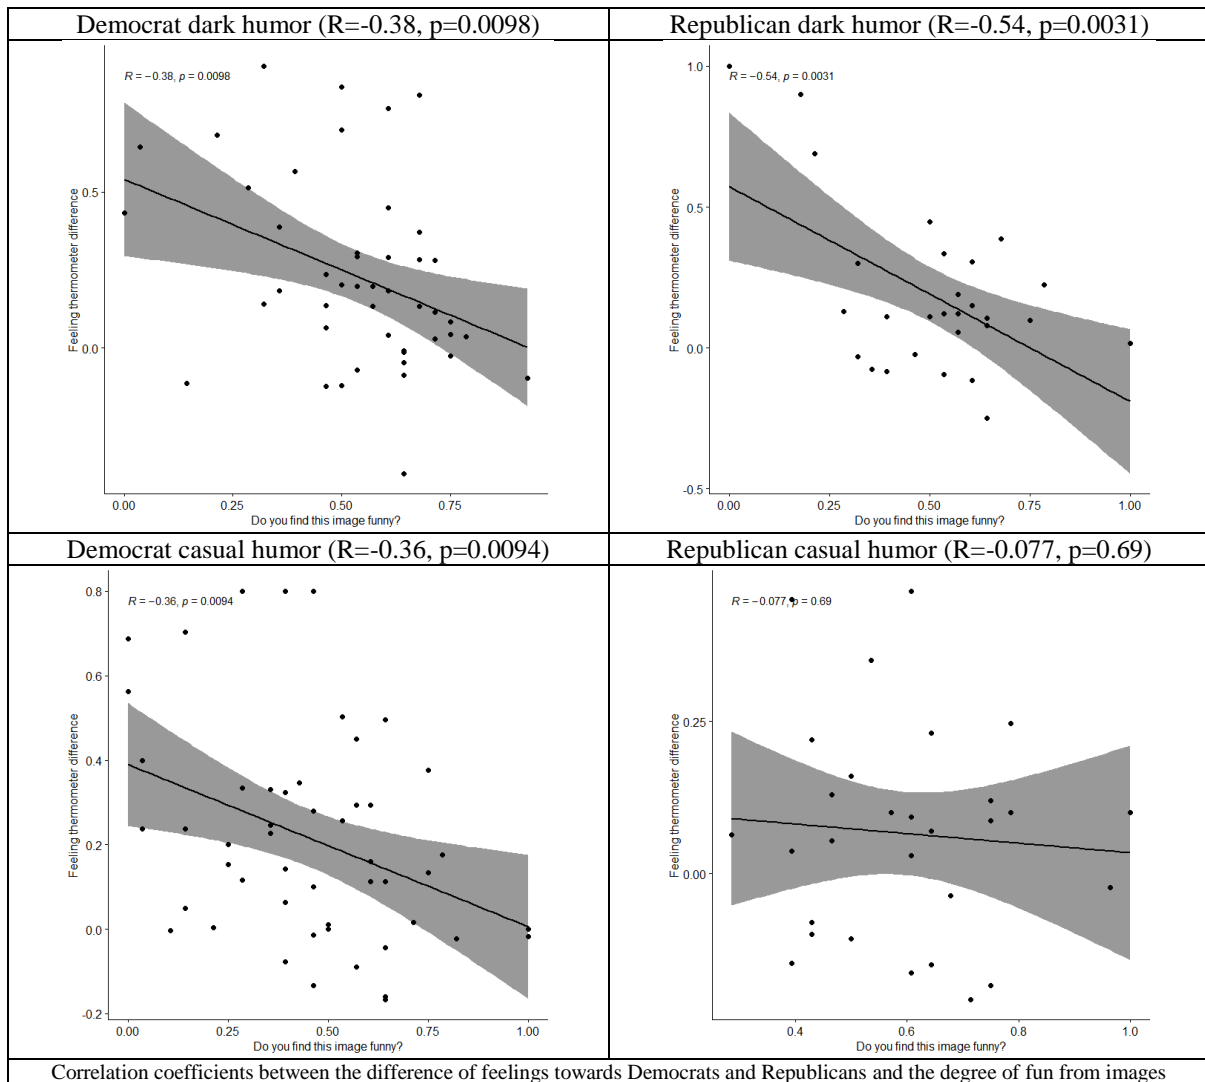 Democrat dark humor (R=-0.38, p=0.0098)
Republican dark humor (R=-0.54, p=0.0031)
R = −0.38, p = 0.0098
0.5
0.0
Feeling thermometer difference
0.00
0.25
0.50
0.75
Do you find this image funny?
R = −0.54, p = 0.0031
1.0
0.5
0.0
-0.5
Feeling thermometer difference
0.00
0.25
0.50
0.75
1.00
Do you find this image funny?
Democrat casual humor (R=-0.36, p=0.0094)
Republican casual humor (R=-0.077, p=0.69)
R = −0.36, p = 0.0094
0.8
0.6
0.4
0.2
0.0
-0.2
Feeling thermometer difference
0.00
0.25
0.50
0.75
1.00
Do you find this image funny?
R = −0.077, p = 0.69
0.25
0.00
Feeling thermometer difference
0.4
0.6
0.8
1.0
Do you find this image funny?
Correlation coefficients between the difference of feelings towards Democrats and Republicans and the degree of fun from images